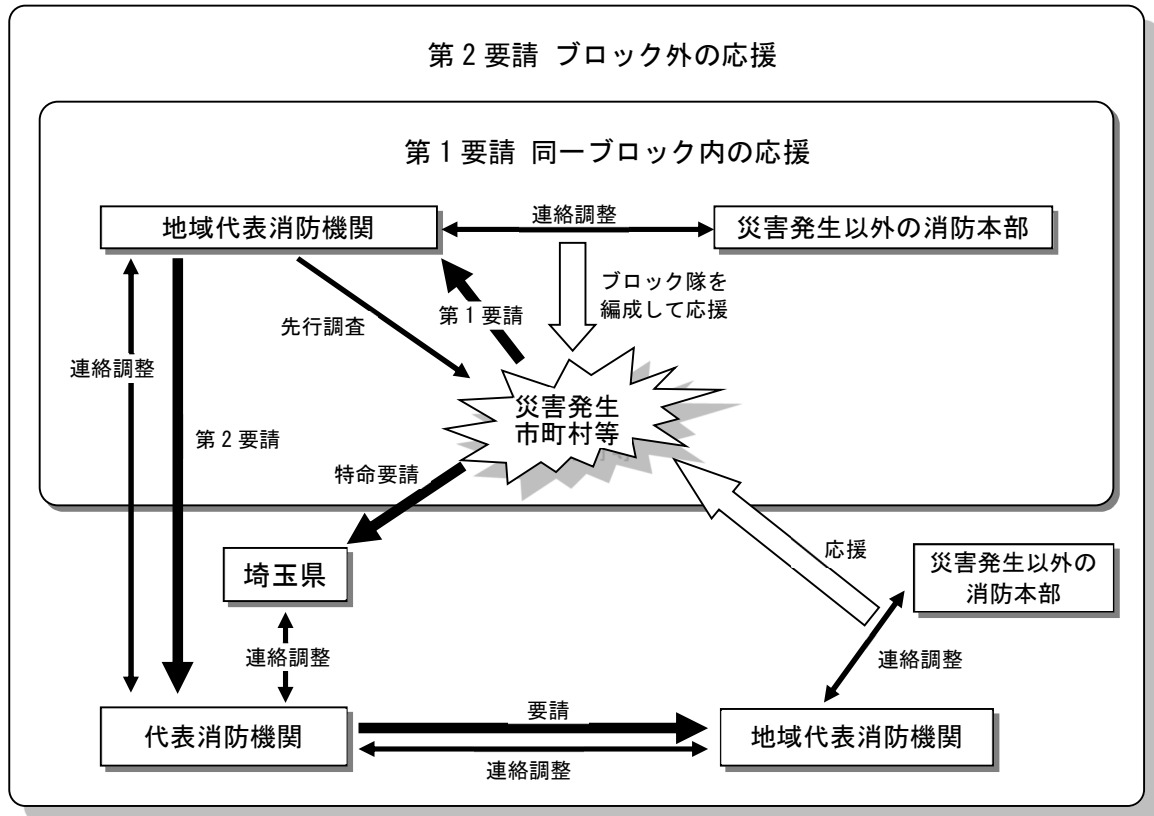 第2要請 ブロック外の応援
第1要請 同一ブロック内の応援
地域代表消防機関
連絡調整
災害発生以外の消防本部
ブロック隊を
編成して応援
第1要請
先行調査
連絡調整
災害発生
市町村等
第2要請
特命要請
応援
災害発生以外の
消防本部
埼玉県
連絡調整
連絡調整
代表消防機関
要請
地域代表消防機関
連絡調整